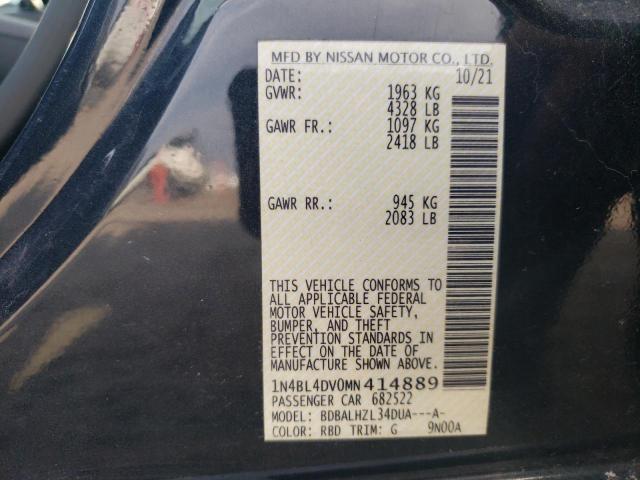 MFD BY NISSAN MOTOR CO., LTD.
DATE: 10/21
GVWR: 1963 KG
4328 LB
GAWR FR.: 1097 KG
2418 LB
GAWR RR.: 945 KG
2083 LB
THIS VEHICLE CONFORMS TO
ALL APPLICABLE FEDERAL
MOTOR VEHICLE SAFETY,
BUMPER, AND THEFT
PREVENTION STANDARDS IN
EFFECT ON THE DATE OF
MANUFACTURE SHOWN ABOVE.
1N4BL4DV0MN414889
PASSENGER CAR 682522
MODEL: BDBALHZL34DUA---A-
COLOR: RBD TRIM: G 9N00A